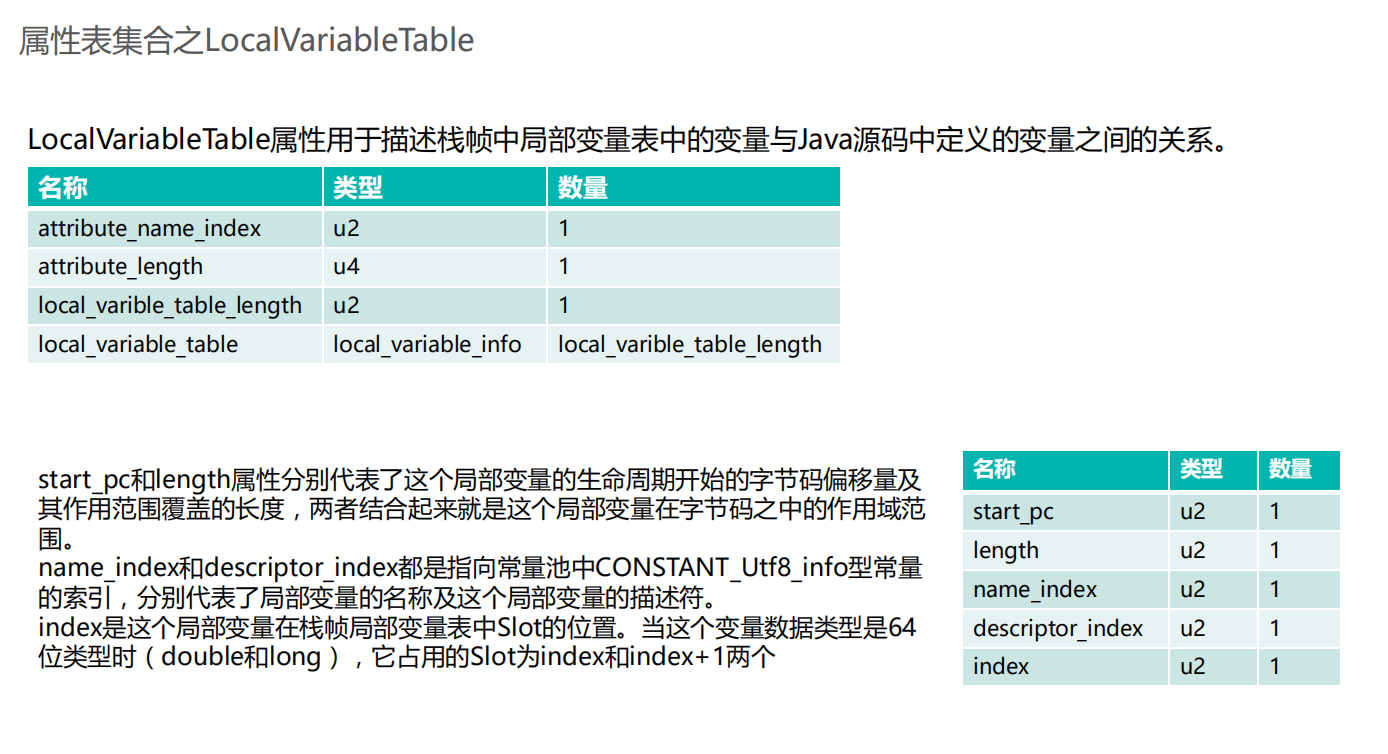 属性表集合之LocalVariableTable
LocalVariableTable属性用于描述栈帧中局部变量表中的变量与Java源码中定义的变量之间的关系。
名称 类型 数量
attribute_name_index u2 1
attribute_length u4 1
local_varible_table_length u2 1
local_variable_table local_variable_info local_varible_table_length
start_pc和length属性分别代表了这个局部变量的生命周期开始的字节码偏移量及
其作用范围覆盖的长度，两者结合起来就是这个局部变量在字节码之中的作用域范
围。
name_index和descriptor_index都是指向常量池中CONSTANT_Utf8_info型常量
的索引，分别代表了局部变量的名称及这个局部变量的描述符。
index是这个局部变量在栈帧局部变量表中Slot的位置。当这个变量数据类型是64
位类型时（double和long），它占用的Slot为index和index+1两个
名称 类型 数量
start_pc u2 1
length u2 1
name_index u2 1
descriptor_index u2 1
index u2 1